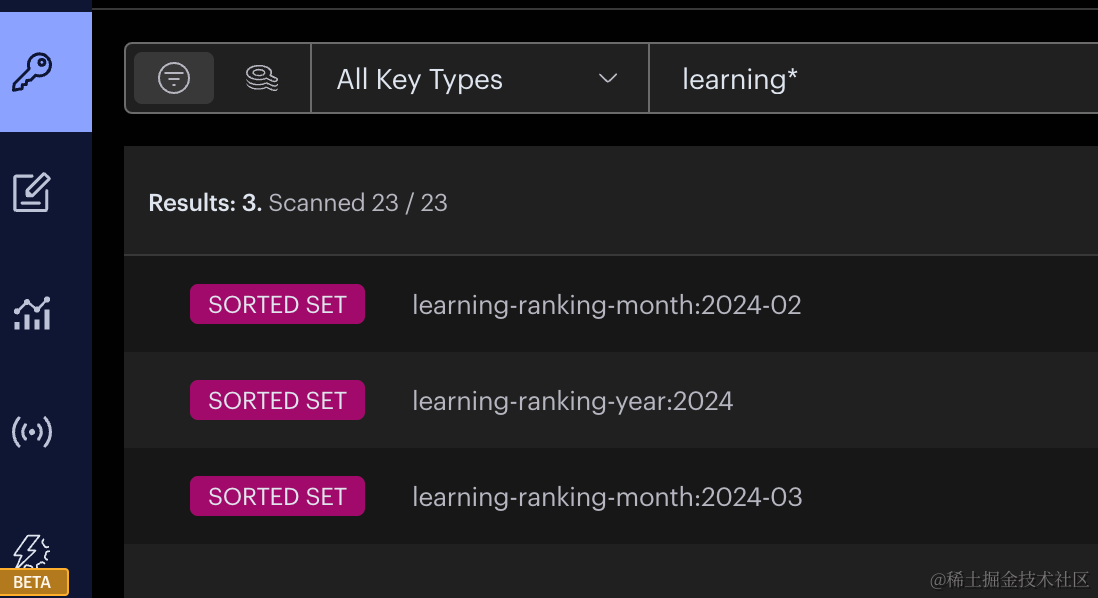 All Key Types
learning*
Results: 3. Scanned 23 / 23
SORTED SET learning-ranking-month:2024-02
SORTED SET learning-ranking-year:2024
SORTED SET learning-ranking-month:2024-03
BETA
@稀土掘金技术社区